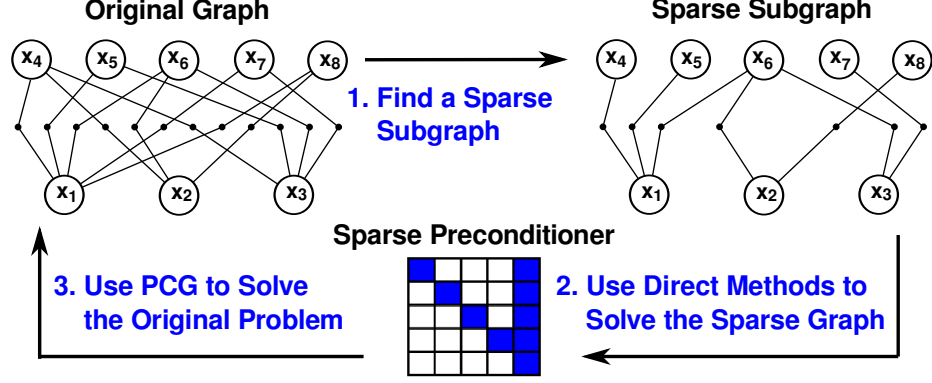 Original Graph
Sparse Subgraph
x4 x5 x6 x7 x8
x4 x5 x6 x7 x8
1. Find a Sparse
Subgraph
x1 x2 x3
x1 x2 x3
Sparse Preconditioner
3. Use PCG to Solve
the Original Problem
2. Use Direct Methods to
Solve the Sparse Graph